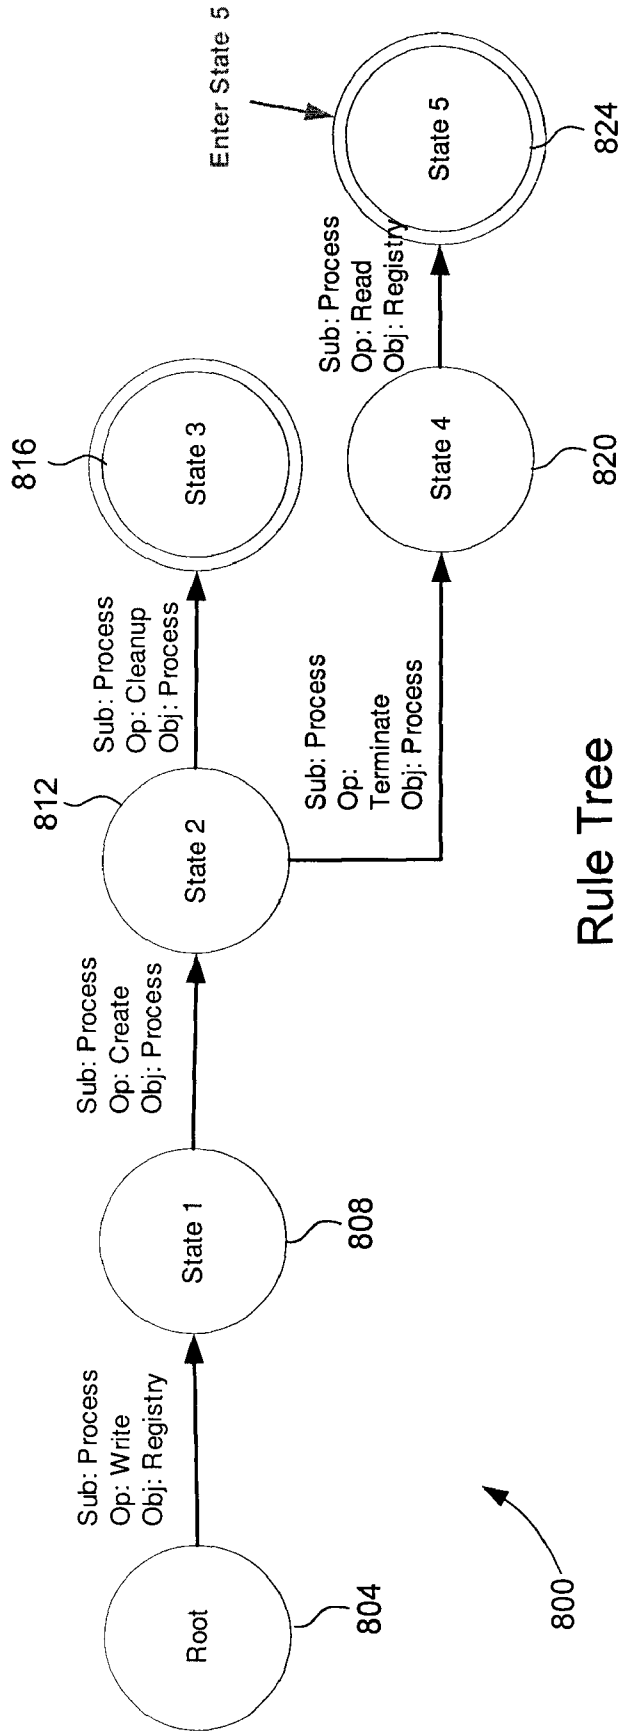 Root
804
Sub: Process
Op: Write
Obj: Registry
State 1
808
Sub: Process
Op: Create
Obj: Process
State 2
812
Sub: Process
Op: Cleanup
Obj: Process
State 3
816
Sub: Process
Op:
Terminate
Obj: Process
State 4
820
Sub: Process
Op: Read
Obj: Registry
State 5
824
Enter State 5
800
Rule Tree